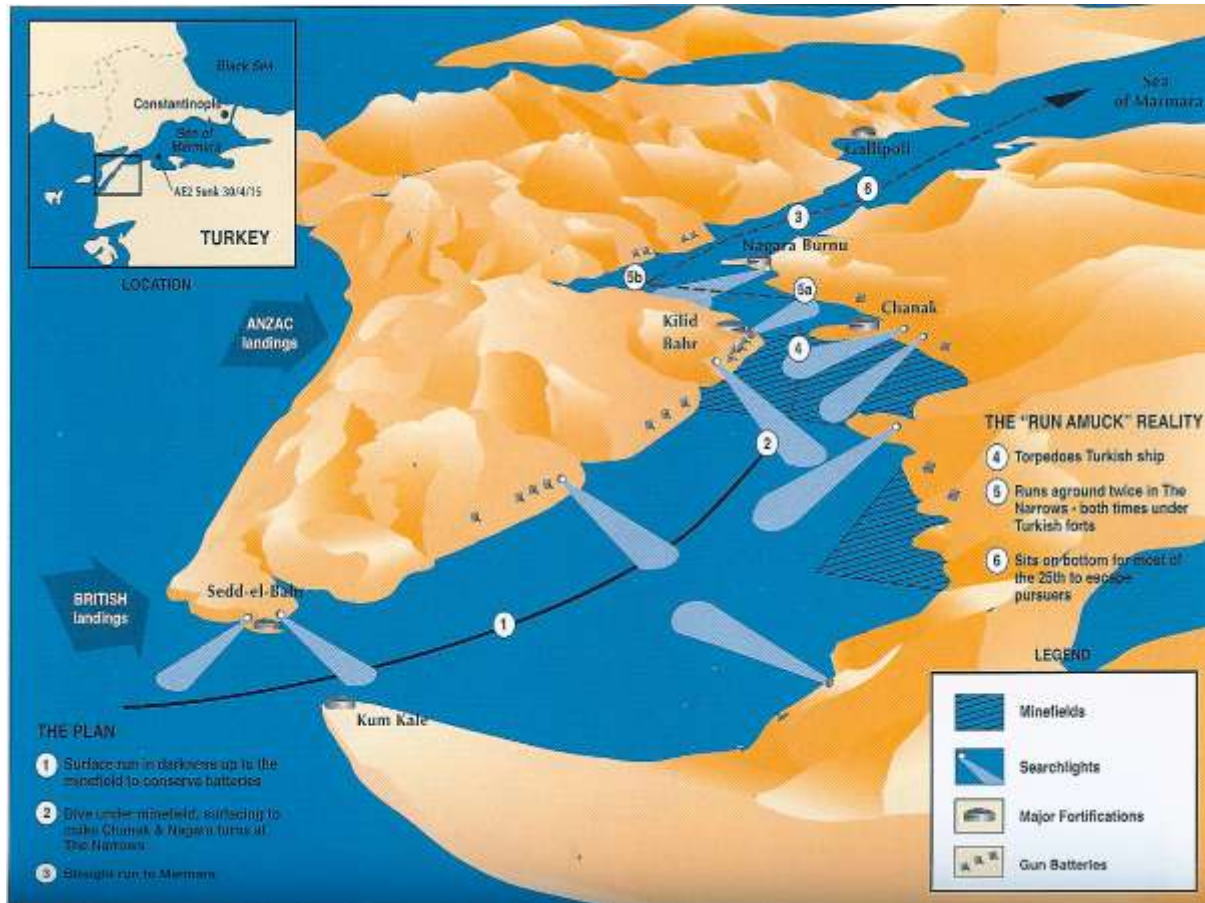 Black Sea
Constantinople
Sea of
Marmara
AE2 Sunk 30/4/15
TURKEY
LOCATION
Sea
of Marmara
Gallipoli
6
3
Nagara Burnu
5b
5a
ANZAC
landings
Kilid
Bahr
Chanak
4
2
THE "RUN AMUCK" REALITY
4 Torpedoes Turkish ship
5 Runs aground twice in The
Narrows - both times under
Turkish forts
6 Sits on bottom for most of
the 25th to escape
pursuers
BRITISH
landings
Sedd-el-Bahr
1
Kum Kale
THE PLAN
1 Surface run in darkness up to the
minefield to conserve batteries
2 Dive under minefield, surfacing to
make Chanak & Nagara turns at
The Narrows
3 Straight run to Marmara
LEGEND
Minefields
Searchlights
Major Fortifications
Gun Batteries